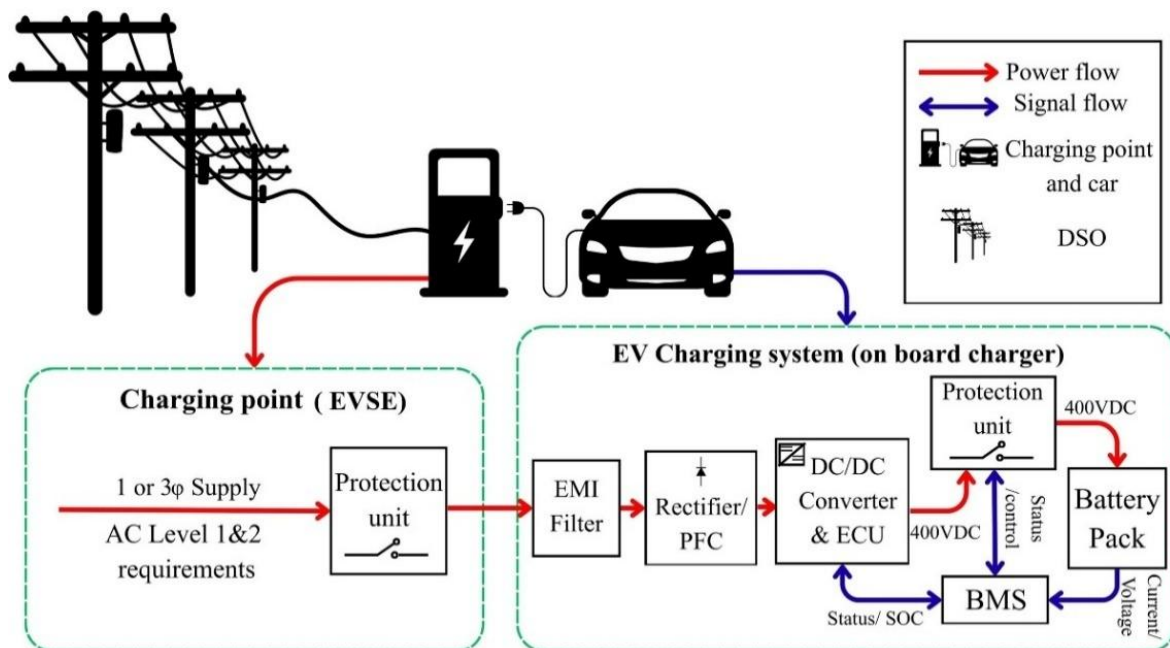 Power flow
Signal flow
Charging point
and car
DSO
EV Charging system (on board charger)
Charging point ( EVSE)
1 or 3φ Supply
AC Level 1&2
requirements
Protection
unit
EMI
Filter
Rectifier/
PFC
DC/DC
Converter
& ECU
400VDC
Protection
unit
400VDC
Battery
Pack
Status
/control
BMS
Status/ SOC
Current/
Voltage